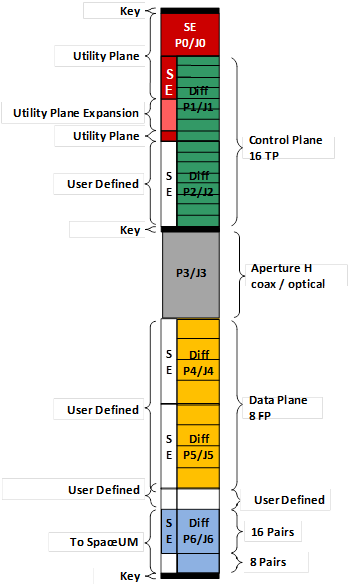 Key
SE
P0/J0
Utility Plane
S
E
Diff
P1/J1
Utility Plane Expansion
Utility Plane
Control Plane
16 TP
User Defined
S
E
Diff
P2/J2
Key
P3/J3
Aperture H
coax / optical
S
E
Diff
P4/J4
User Defined
Data Plane
8 FP
S
E
Diff
P5/J5
User Defined
User Defined
To SpaceUM
S
E
Diff
P6/J6
16 Pairs
8 Pairs
Key